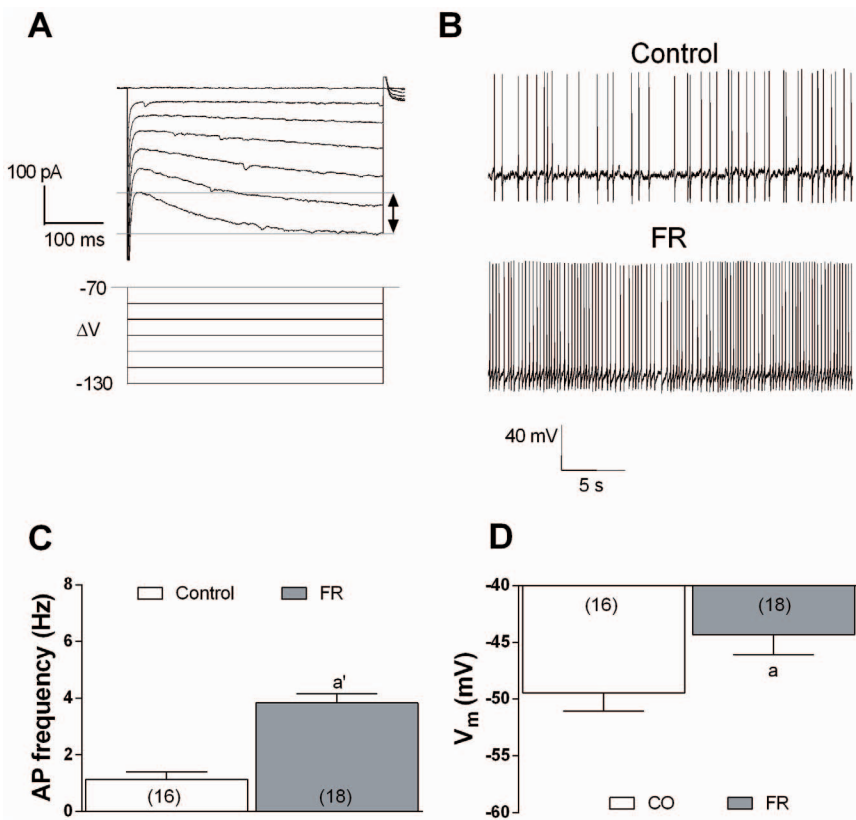 A
100 pA
100 ms
-70
ΔV
-130
B
Control
FR
40 mV
5 s
C
AP frequency (Hz)
8
6
4
2
0
Control
FR
a'
(16)
(18)
D
Vm (mV)
-40
-45
-50
-55
-60
(16)
(18)
a
CO
FR